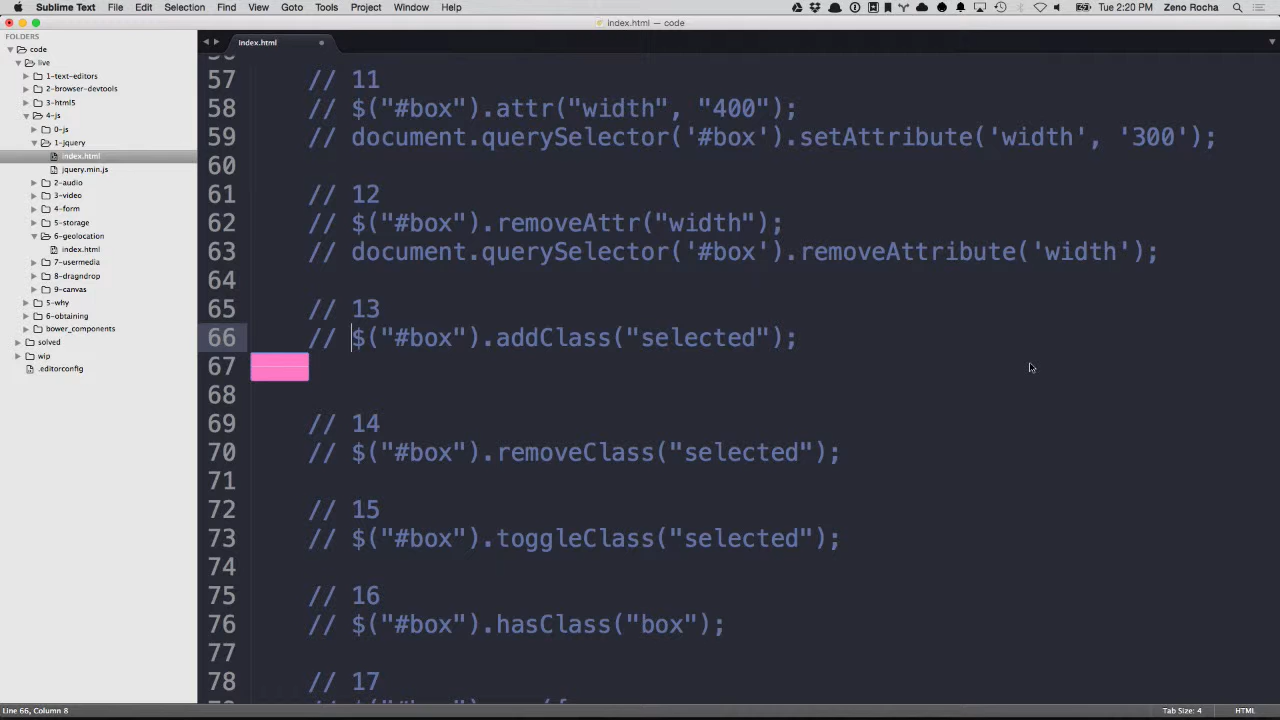 Sublime Text File Edit Selection Find View Goto Tools Project Window Help Tue 2:20 PM Zeno Rocha
index.html — code
FOLDERS
code
live
1-text-editors
2-browser-devtools
3-html5
4-js
0-js
1-jquery
index.html
jquery.min.js
2-audio
3-video
4-form
5-storage
6-geolocation
index.html
7-usermedia
8-dragndrop
9-canvas
5-why
6-obtaining
bower_components
solved
wip
.editorconfig
index.html
57 // 11
58 // $("#box").attr("width", "400");
59 // document.querySelector('#box').setAttribute('width', '300');
60
61 // 12
62 // $("#box").removeAttr("width");
63 // document.querySelector('#box').removeAttribute('width');
64
65 // 13
66 // $("#box").addClass("selected");
67
68
69 // 14
70 // $("#box").removeClass("selected");
71
72 // 15
73 // $("#box").toggleClass("selected");
74
75 // 16
76 // $("#box").hasClass("box");
77
78 // 17
Line 66, Column 8 Tab Size: 4 HTML